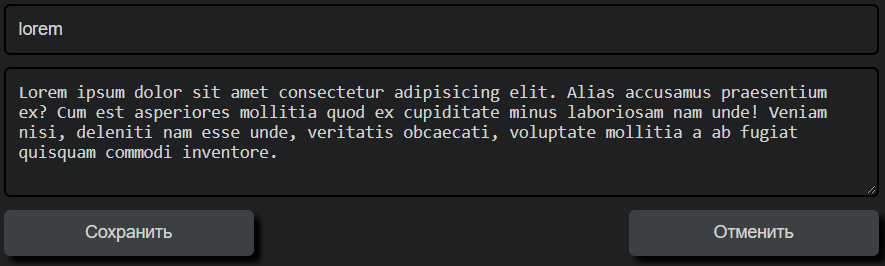 lorem
Lorem ipsum dolor sit amet consectetur adipisicing elit. Alias accusamus praesentium
ex? Cum est asperiores mollitia quod ex cupiditate minus laboriosam nam unde! Veniam
nisi, deleniti nam esse unde, veritatis obcaecati, voluptate mollitia a ab fugiat
quisquam commodi inventore.
Сохранить
Отменить